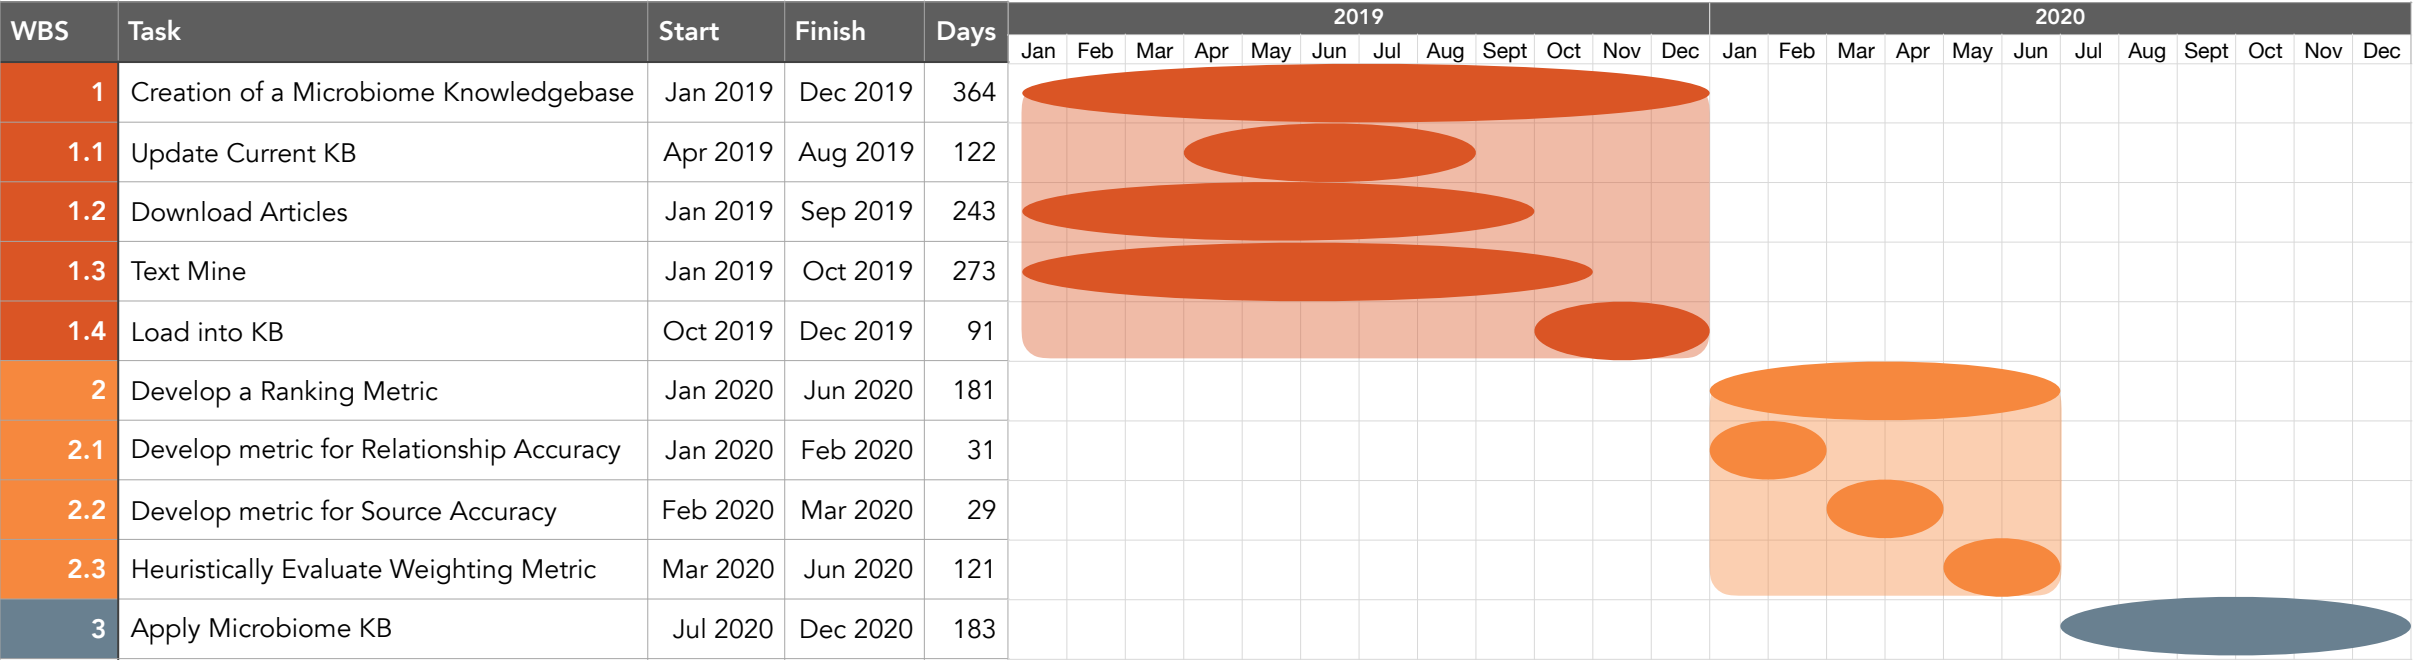 WBS Task Start Finish Days 2019 2020
Jan Feb Mar Apr May Jun Jul Aug Sept Oct Nov Dec Jan Feb Mar Apr May Jun Jul Aug Sept Oct Nov Dec
1 Creation of a Microbiome Knowledgebase Jan 2019 Dec 2019 364
1.1 Update Current KB Apr 2019 Aug 2019 122
1.2 Download Articles Jan 2019 Sep 2019 243
1.3 Text Mine Jan 2019 Oct 2019 273
1.4 Load into KB Oct 2019 Dec 2019 91
2 Develop a Ranking Metric Jan 2020 Jun 2020 181
2.1 Develop metric for Relationship Accuracy Jan 2020 Feb 2020 31
2.2 Develop metric for Source Accuracy Feb 2020 Mar 2020 29
2.3 Heuristically Evaluate Weighting Metric Mar 2020 Jun 2020 121
3 Apply Microbiome KB Jul 2020 Dec 2020 183